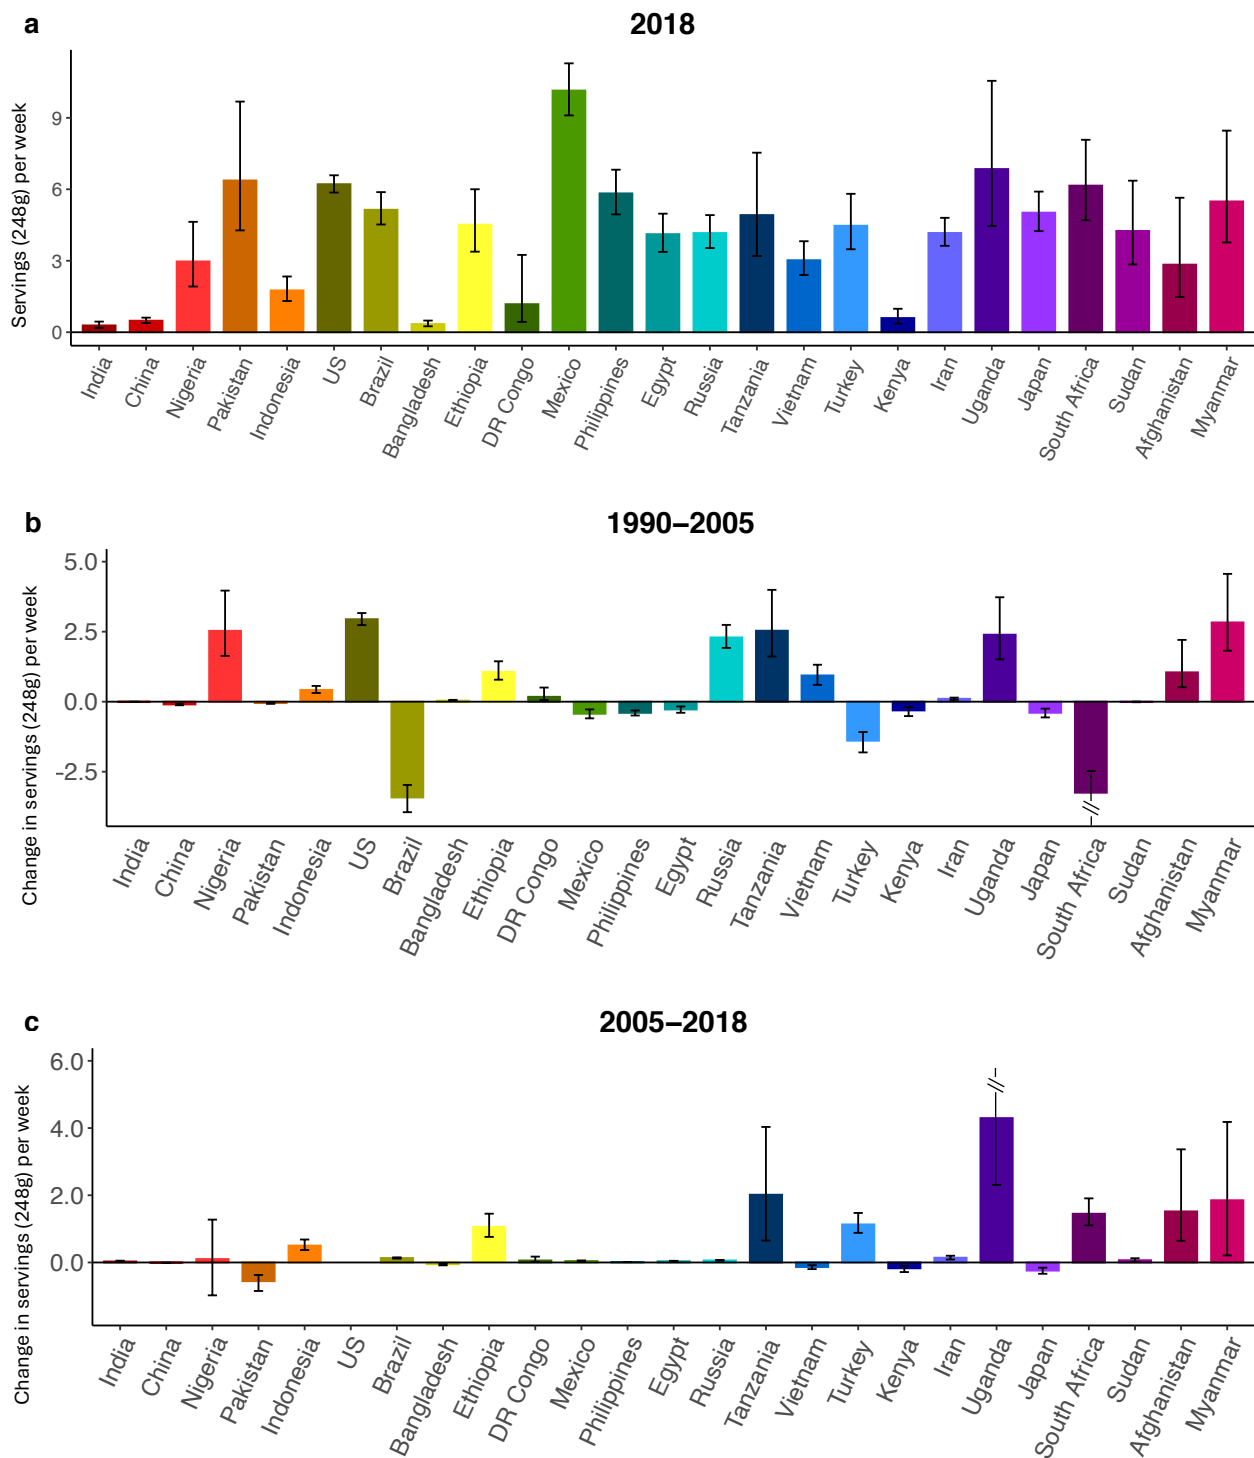 a
2018
Servings (248g) per week
9
6
3
0
India
China
Nigeria
Pakistan
Indonesia
US
Brazil
Bangladesh
Ethiopia
DR Congo
Mexico
Philippines
Egypt
Russia
Tanzania
Vietnam
Turkey
Kenya
Iran
Uganda
Japan
South Africa
Sudan
Afghanistan
Myanmar
b
1990–2005
Change in servings (248g) per week
5.0
2.5
0.0
-2.5
India
China
Nigeria
Pakistan
Indonesia
US
Brazil
Bangladesh
Ethiopia
DR Congo
Mexico
Philippines
Egypt
Russia
Tanzania
Vietnam
Turkey
Kenya
Iran
Uganda
Japan
South Africa
Sudan
Afghanistan
Myanmar
c
2005–2018
Change in servings (248g) per week
6.0
4.0
2.0
0.0
India
China
Nigeria
Pakistan
Indonesia
US
Brazil
Bangladesh
Ethiopia
DR Congo
Mexico
Philippines
Egypt
Russia
Tanzania
Vietnam
Turkey
Kenya
Iran
Uganda
Japan
South Africa
Sudan
Afghanistan
Myanmar